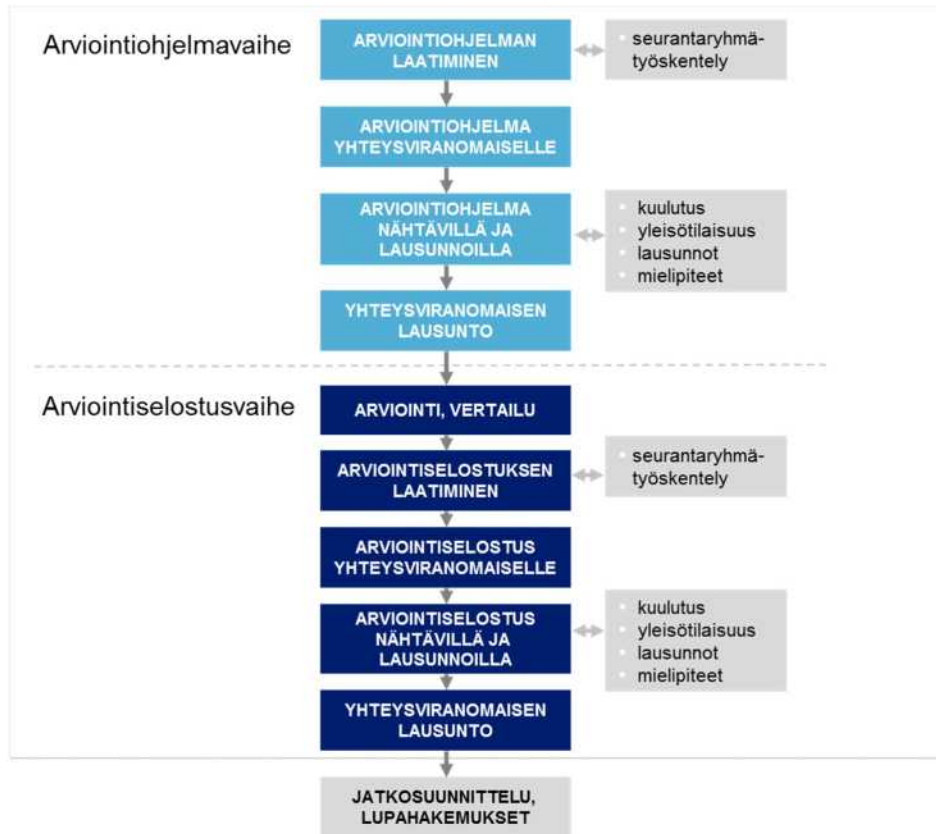 Arviointiohjelmavaihe
ARVIOINTIOHJELMAN
LAATIMINEN
seurantaryhmä-
työskentely
ARVIOINTIOHJELMA
YHTEYSVIRANOMAISELLE
ARVIOINTIOHJELMA
NÄHTÄVILLÄ JA
LAUSUNNOILLA
kuulutus
yleisötilaisuus
lausunnot
mielipiteet
YHTEYSVIRANOMAISEN
LAUSUNTO
Arviointiselostusvaihe
ARVIOINTI, VERTAILU
ARVIOINTISELOSTUKSEN
LAATIMINEN
seurantaryhmä-
työskentely
ARVIOINTISELOSTUS
YHTEYSVIRANOMAISELLE
ARVIOINTISELOSTUS
NÄHTÄVILLÄ JA
LAUSUNNOILLA
kuulutus
yleisötilaisuus
lausunnot
mielipiteet
YHTEYSVIRANOMAISEN
LAUSUNTO
JATKOSUUNNITTELU,
LUPAHAKEMUKSET